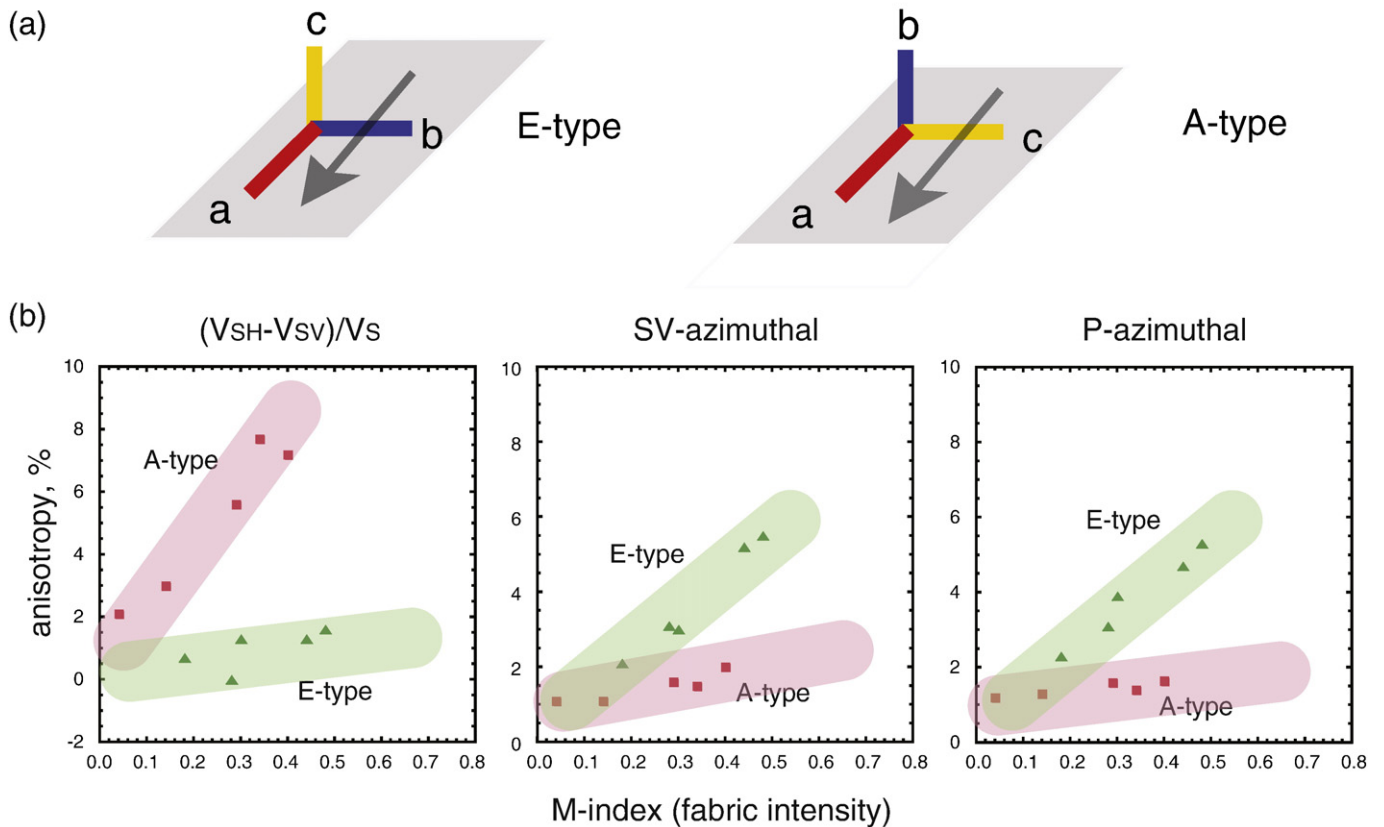 (a)
c
b
a
E-type
b
c
a
A-type
(b)
(VSH-VSV)/VS
SV-azimuthal
P-azimuthal
anisotropy, %
10
8
6
4
2
0
-2
A-type
E-type
0.0 0.1 0.2 0.3 0.4 0.5 0.6 0.7 0.8
10
8
6
4
2
0
E-type
A-type
0.0 0.1 0.2 0.3 0.4 0.5 0.6 0.7 0.8
10
8
6
4
2
0
E-type
A-type
0.0 0.1 0.2 0.3 0.4 0.5 0.6 0.7 0.8
M-index (fabric intensity)